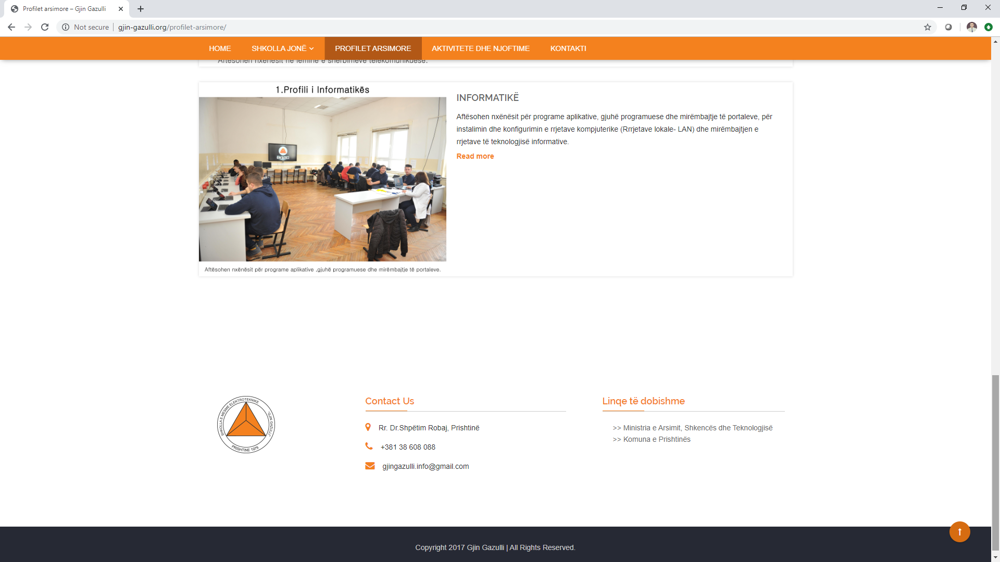 Profilet arsimore – Gjin Gazulli
Not secure
gjin-gazulli.org/profilet-arsimore/
HOME
SHKOLLA JONË
PROFILET ARSIMORE
AKTIVITETE DHE NJOFTIME
KONTAKTI
Aftësohen nxënësit në lëminë e shërbimeve telekomunikuese.
1.Profili i Informatikës
Aftësohen nxënësit për programe aplikative ,gjuhë programuese dhe mirëmbajtje të portaleve.
INFORMATIKË
Aftësohen nxënësit për programe aplikative, gjuhë programuese dhe mirëmbajtje të portaleve, për
instalimin dhe konfigurimin e rrjetave kompjuterike (Rrrjetave lokale- LAN) dhe mirëmbajtjen e
rrjetave të teknologjisë informative.
Read more
SHKOLLA E MESME ELEKTROTEKNIKE
"GJIN GAZULLI"
PRISHTINË 1979
Contact Us
Rr. Dr.Shpëtim Robaj, Prishtinë
+381 38 608 088
gjingazulli.info@gmail.com
Linqe të dobishme
>> Ministria e Arsimit, Shkencës dhe Teknologjisë
>> Komuna e Prishtinës
Copyright 2017 Gjin Gazulli | All Rights Reserved.